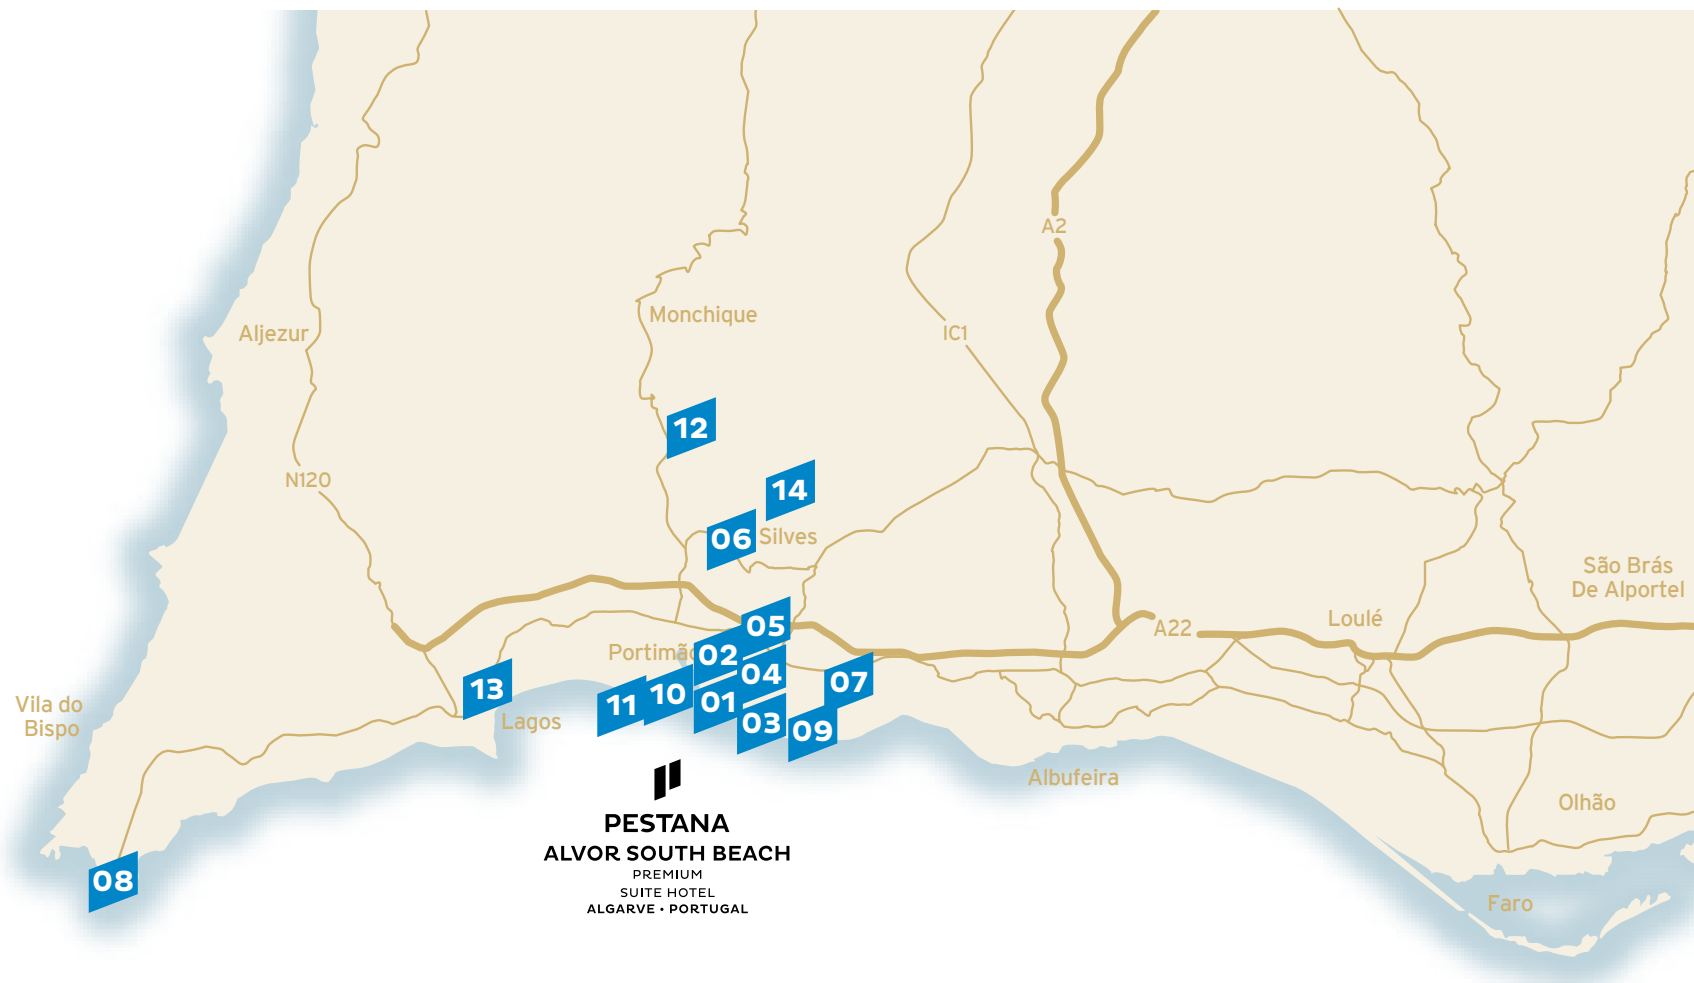 A2
Monchique
Aljezur
IC1
12
N120
14
06
Silves
São Brás
De Alportel
05
A22
Loulé
Portimão
02
04
07
13
10
11
01
Vila do
Bispo
Lagos
03
09
Albufeira
PESTANA
ALVOR SOUTH BEACH
PREMIUM
SUITE HOTEL
ALGARVE • PORTUGAL
Olhão
08
Faro